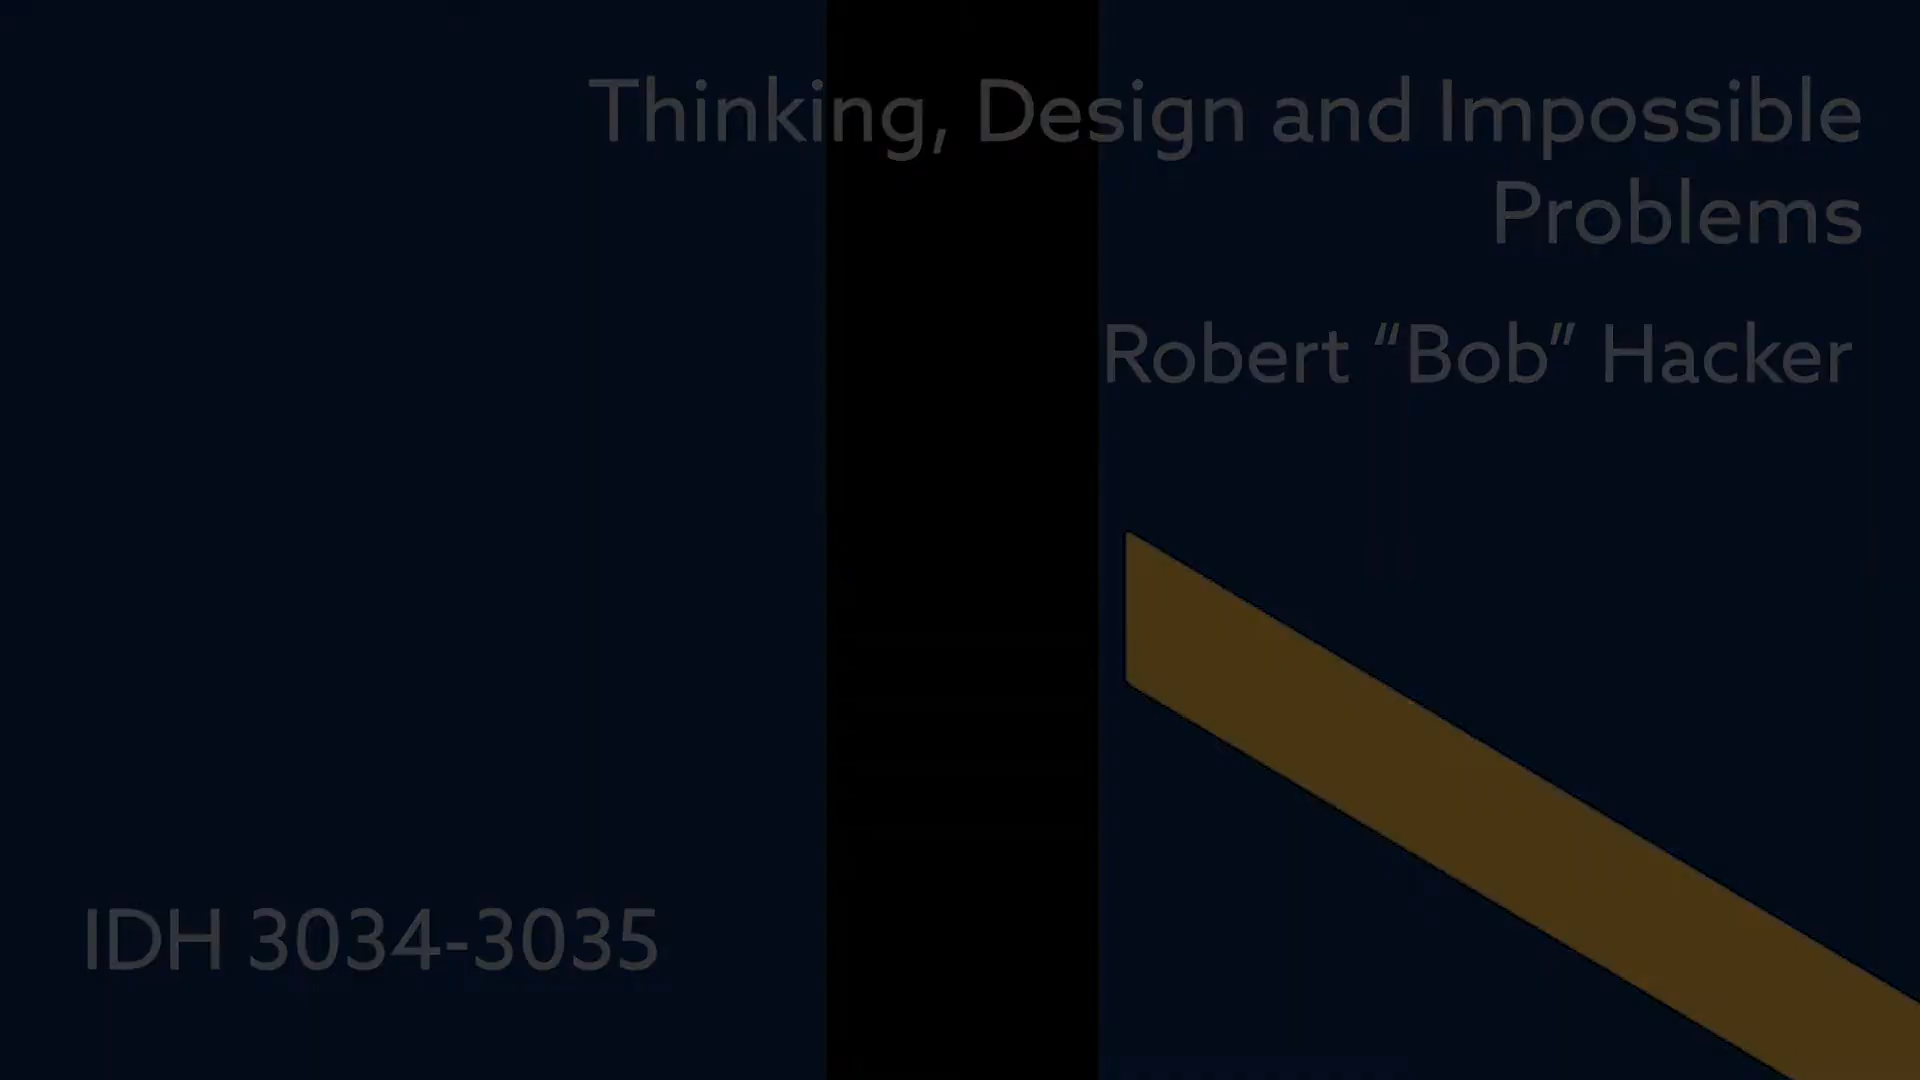 Thinking, Design and Impossible
Problems
Robert “Bob” Hacker
IDH 3034-3035